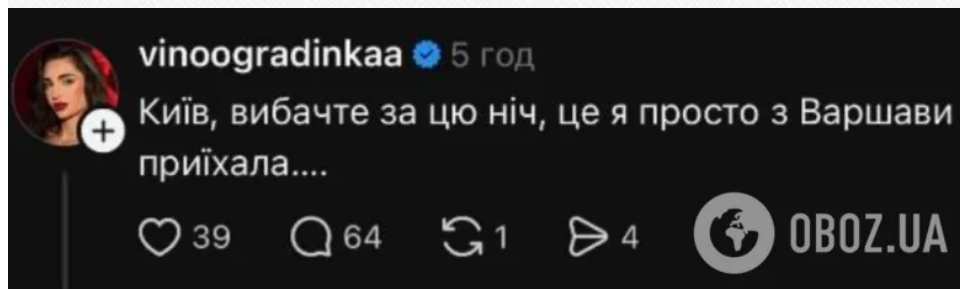 vinoogradinkaa 5 год
Київ, вибачте за цю ніч, це я просто з Варшави
приїхала....
39 64 1 4
OBOZ.UA